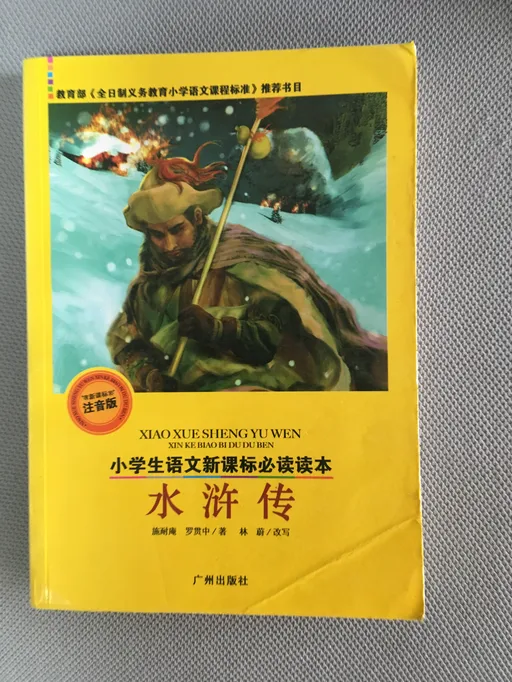 教育部《全日制义务教育小学语文课程标准》推荐书目
注音版
XIAO XUE SHENG YU WEN
XIN KE BIAO BI DU DU BEN
小学生语文新课标必读读本
水浒传
施耐庵 罗贯中/著 林 蔚/改写
广州出版社